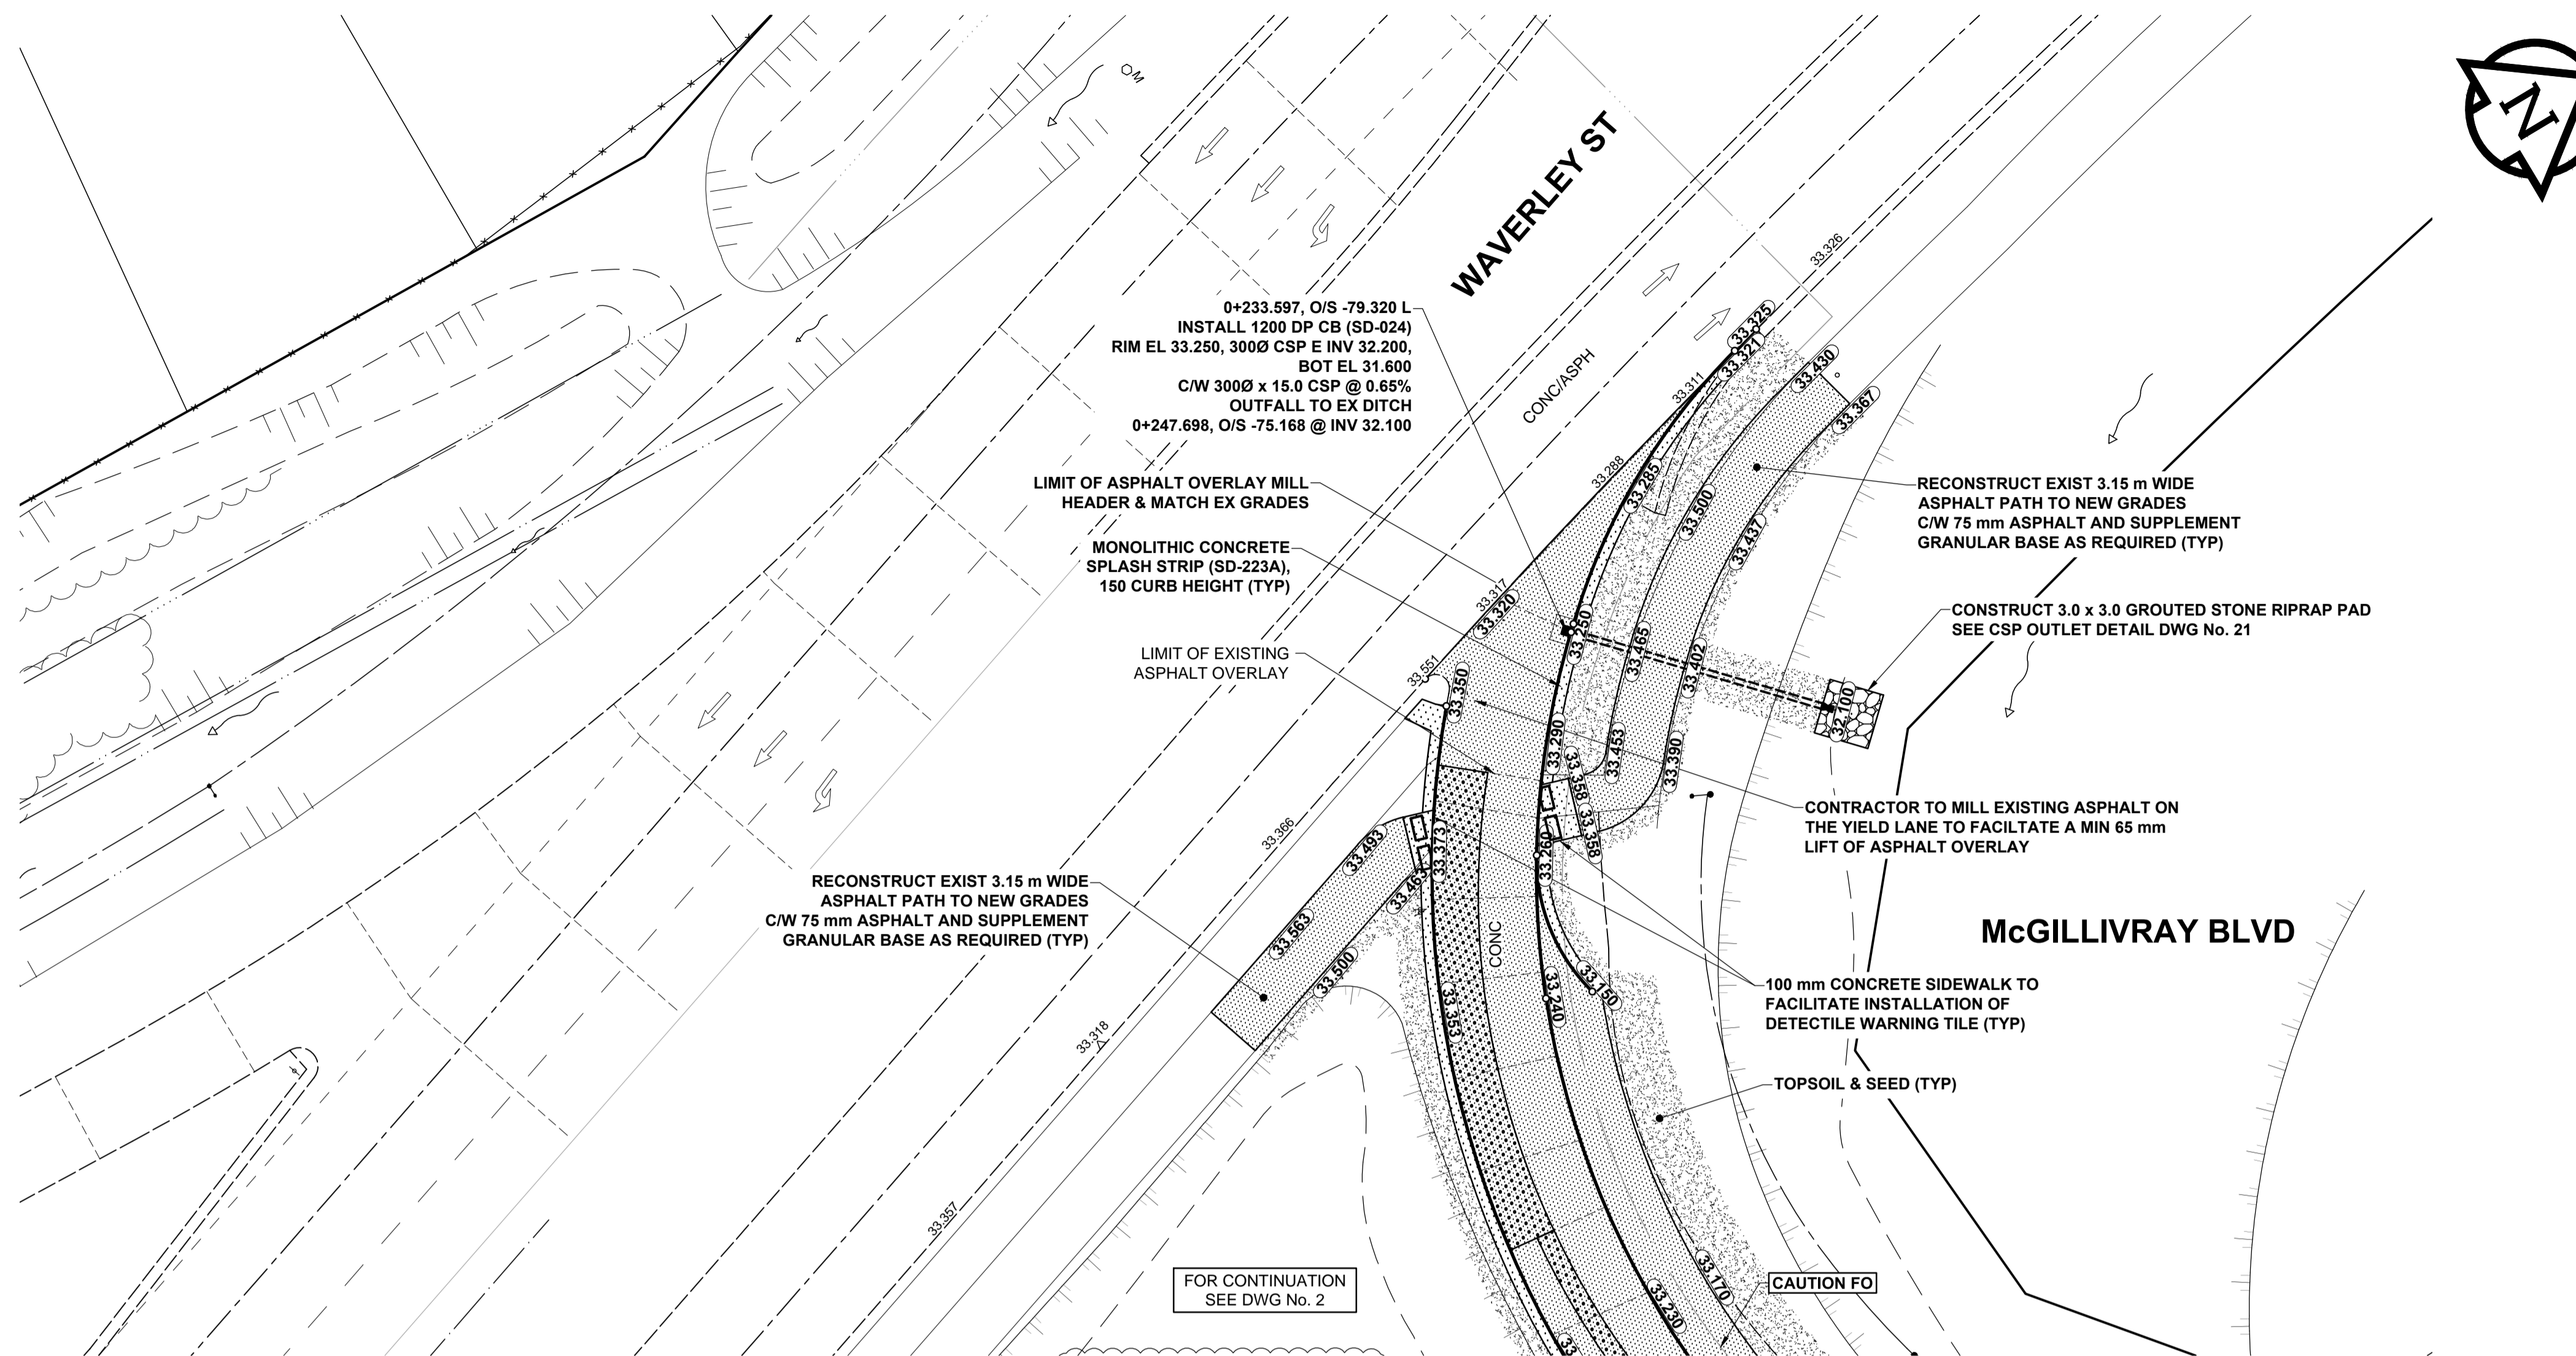 N
M
WAVERLEY ST
33.326
0+233.597, O/S -79.320 L
INSTALL 1200 DP CB (SD-024)
RIM EL 33.250, 300Ø CSP E INV 32.200,
BOT EL 31.600
C/W 300Ø x 15.0 CSP @ 0.65%
OUTFALL TO EX DITCH
0+247.698, O/S -75.168 @ INV 32.100
33.325
33.321
CONC/ASPH
33.311
33.430
33.367
LIMIT OF ASPHALT OVERLAY MILL
HEADER & MATCH EX GRADES
33.288
33.285
33.500
33.437
RECONSTRUCT EXIST 3.15 m WIDE
ASPHALT PATH TO NEW GRADES
C/W 75 mm ASPHALT AND SUPPLEMENT
GRANULAR BASE AS REQUIRED (TYP)
MONOLITHIC CONCRETE
SPLASH STRIP (SD-223A),
150 CURB HEIGHT (TYP)
33.317
33.320
33.250
33.465
33.402
CONSTRUCT 3.0 x 3.0 GROUTED STONE RIPRAP PAD
SEE CSP OUTLET DETAIL DWG No. 21
LIMIT OF EXISTING
ASPHALT OVERLAY
33.551
33.350
32.100
33.290
33.358
33.453
33.390
CONTRACTOR TO MILL EXISTING ASPHALT ON
THE YIELD LANE TO FACILTATE A MIN 65 mm
LIFT OF ASPHALT OVERLAY
33.366
33.493
33.373
33.463
33.260
33.358
RECONSTRUCT EXIST 3.15 m WIDE
ASPHALT PATH TO NEW GRADES
C/W 75 mm ASPHALT AND SUPPLEMENT
GRANULAR BASE AS REQUIRED (TYP)
33.563
33.500
CONC
McGILLIVRAY BLVD
33.353
33.240
33.150
100 mm CONCRETE SIDEWALK TO
FACILITATE INSTALLATION OF
DETECTILE WARNING TILE (TYP)
33.318
TOPSOIL & SEED (TYP)
33.357
FOR CONTINUATION
SEE DWG No. 2
33.170
33.230
CAUTION FO